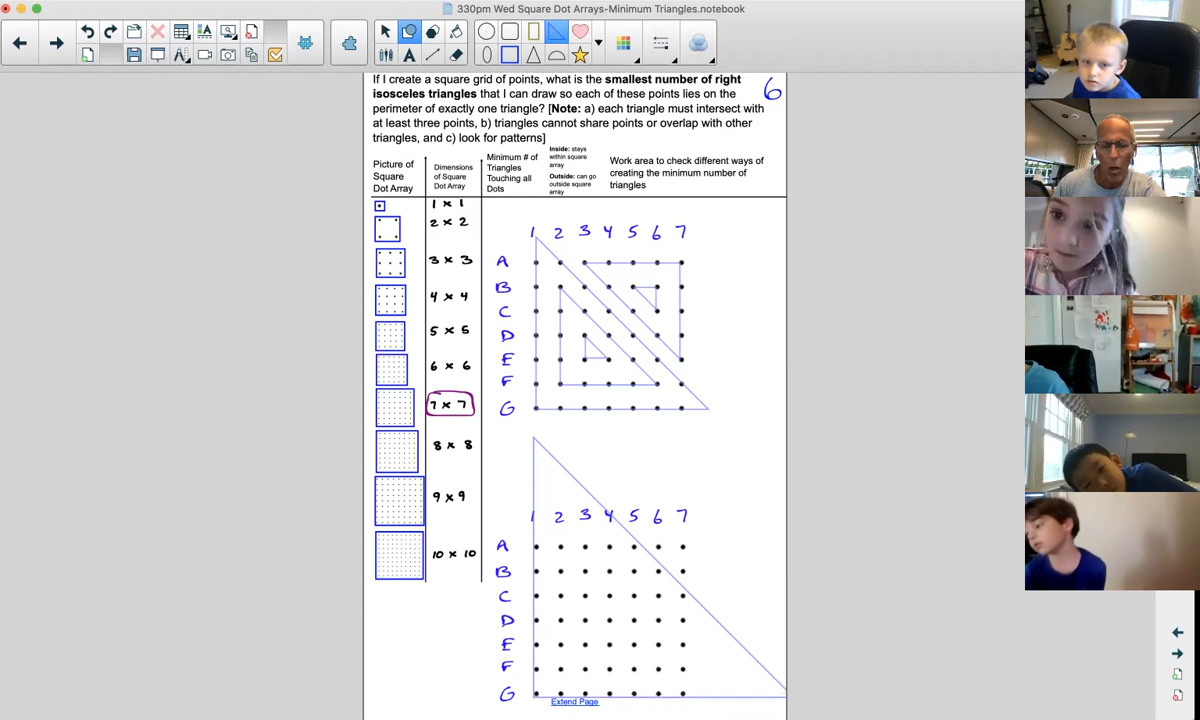 330pm Wed Square Dot Arrays-Minimum Triangles.notebook
If I create a square grid of points, what is the smallest number of right
isosceles triangles that I can draw so each of these points lies on the
perimeter of exactly one triangle? [Note: a) each triangle must intersect with
at least three points, b) triangles cannot share points or overlap with other
triangles, and c) look for patterns]
6
Picture of
Square
Dot Array
Dimensions
of Square
Dot Array
Minimum # of
Triangles
Touching all
Dots
Inside: stays
within square
array
Outside: can go
outside square
array
Work area to check different ways of
creating the minimum number of
triangles
1 x 1
2 x 2
3 x 3
4 x 4
5 x 5
6 x 6
7 x 7
8 x 8
9 x 9
10 x 10
1 2 3 4 5 6 7
A
B
C
D
E
F
G
1 2 3 4 5 6 7
A
B
C
D
E
F
G
Extend Page